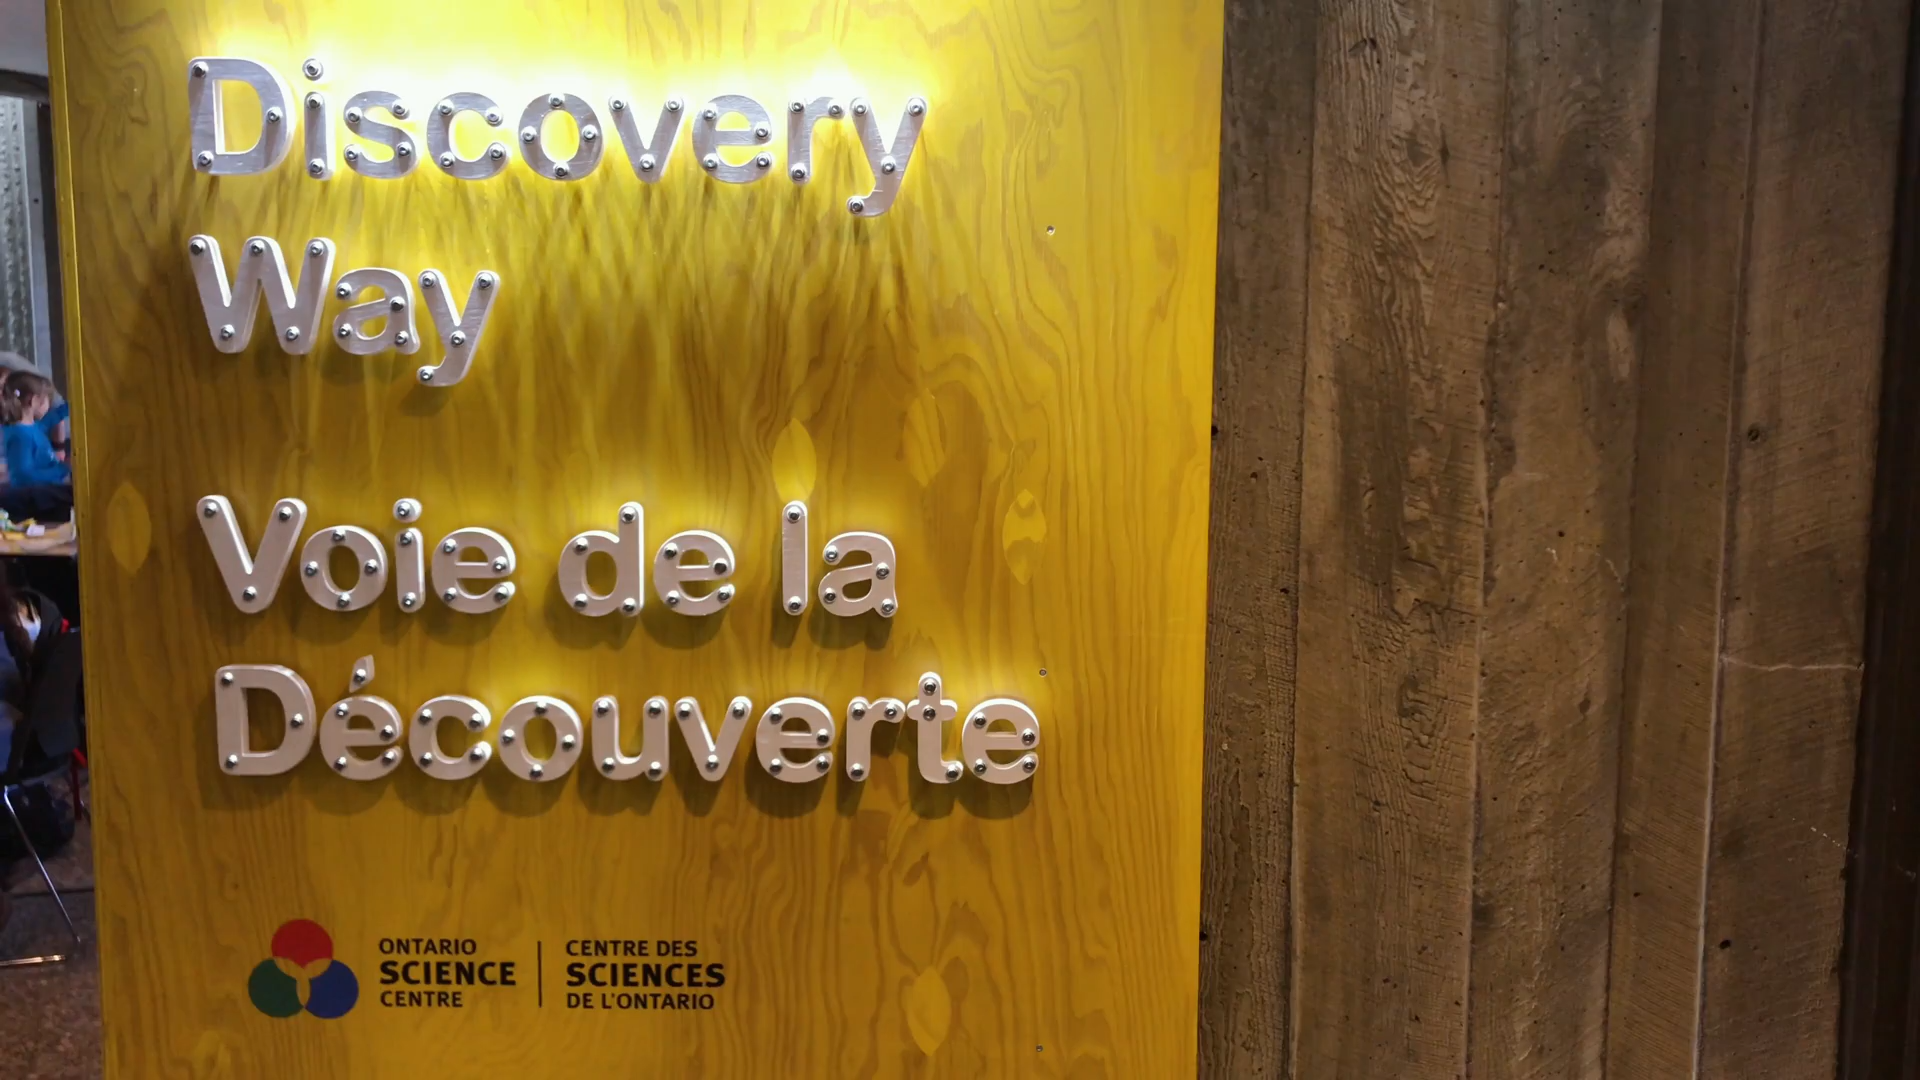 Discovery
Way
Voie de la
Découverte
ONTARIO
SCIENCE
CENTRE
CENTRE DES
SCIENCES
DE L'ONTARIO